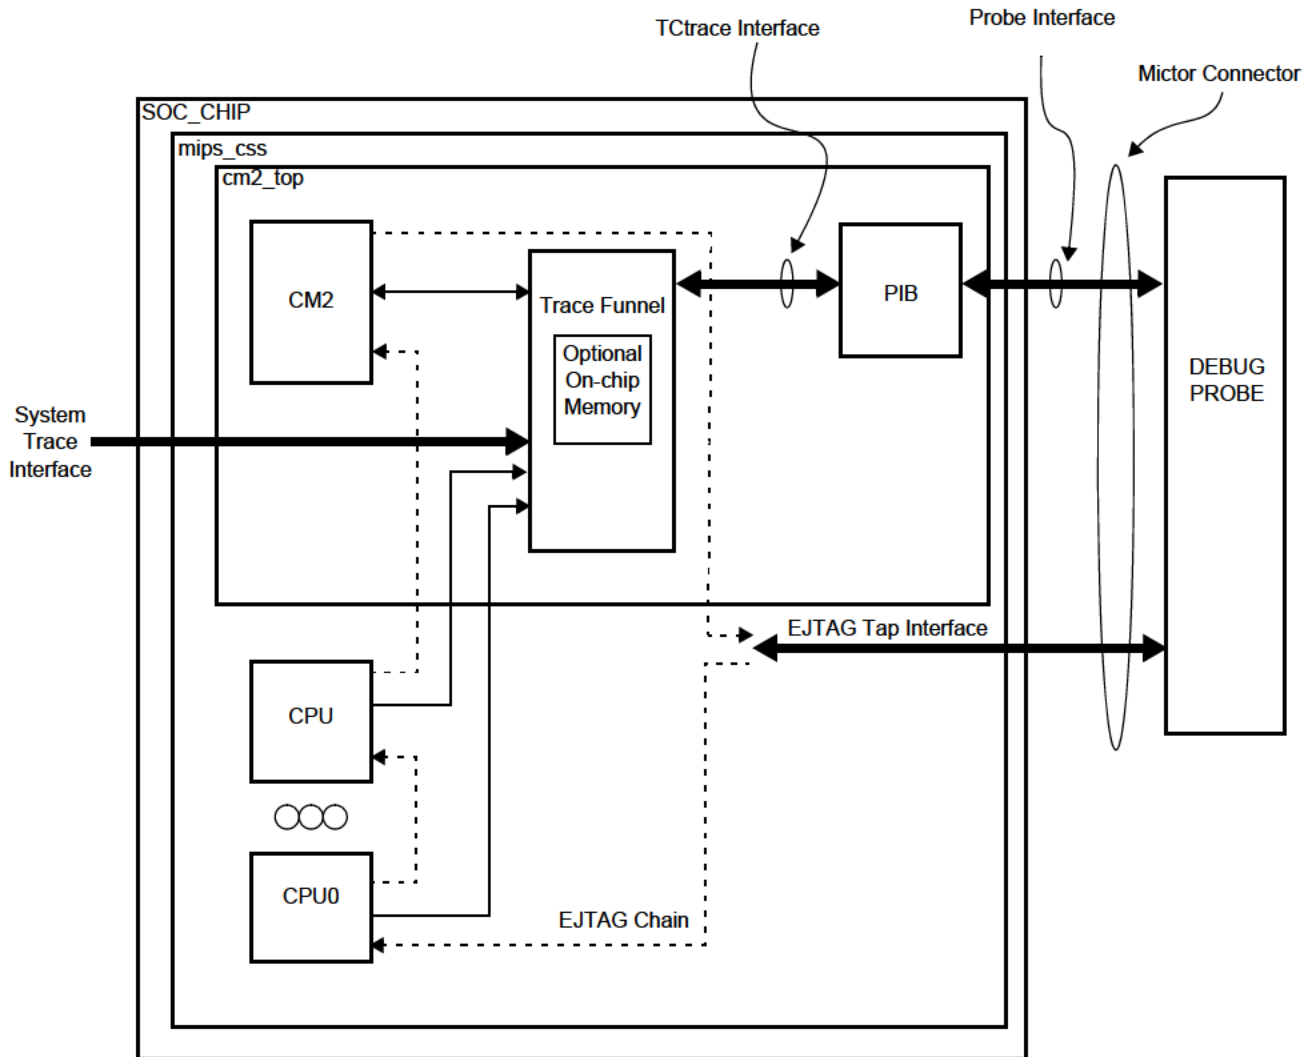 TCtrace Interface
Probe Interface
Mictor Connector
SOC_CHIP
mips_css
cm2_top
CM2
Trace Funnel
Optional
On-chip
Memory
PIB
DEBUG
PROBE
System
Trace
Interface
EJTAG Tap Interface
CPU
CPU0
EJTAG Chain